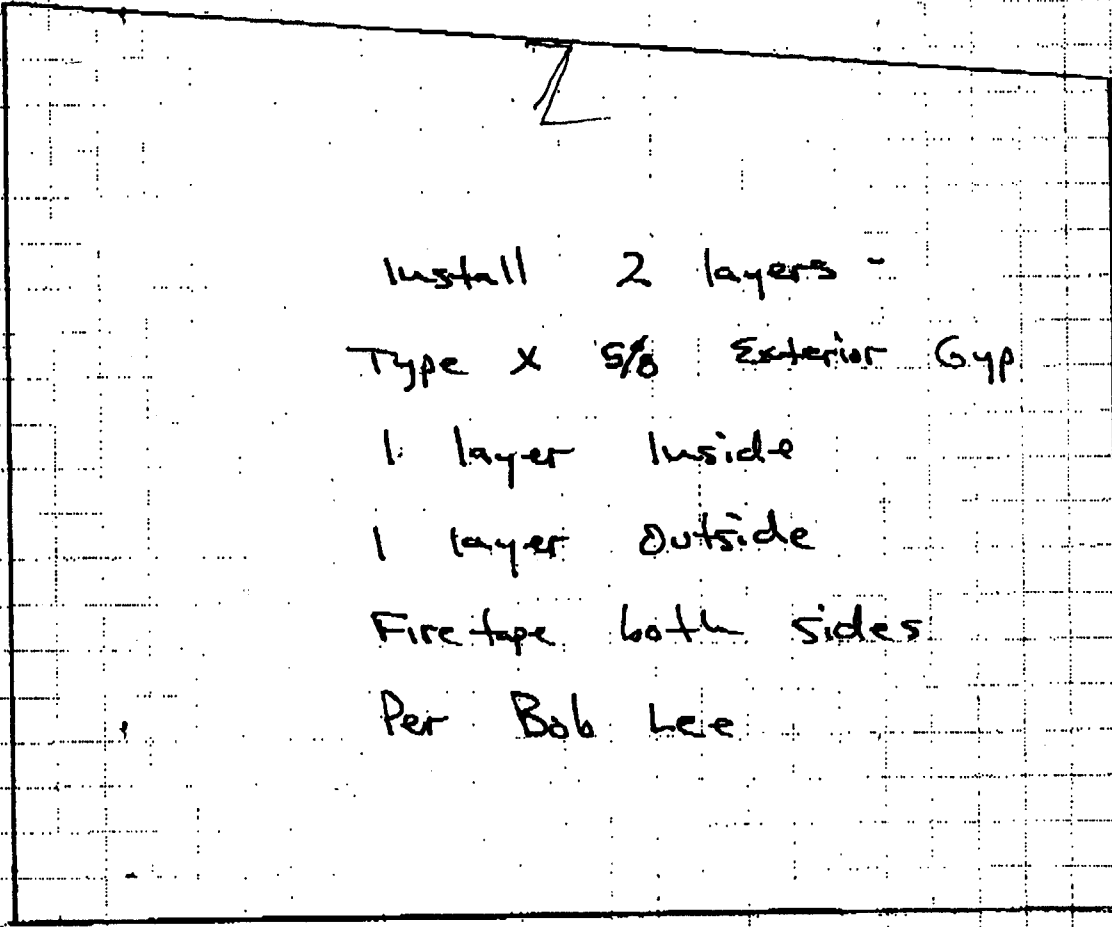 Install 2 layers -
Type X 5/8 Exterior Gyp
1 layer Inside
1 layer Outside
Fire tape both sides
Per Bob Lee